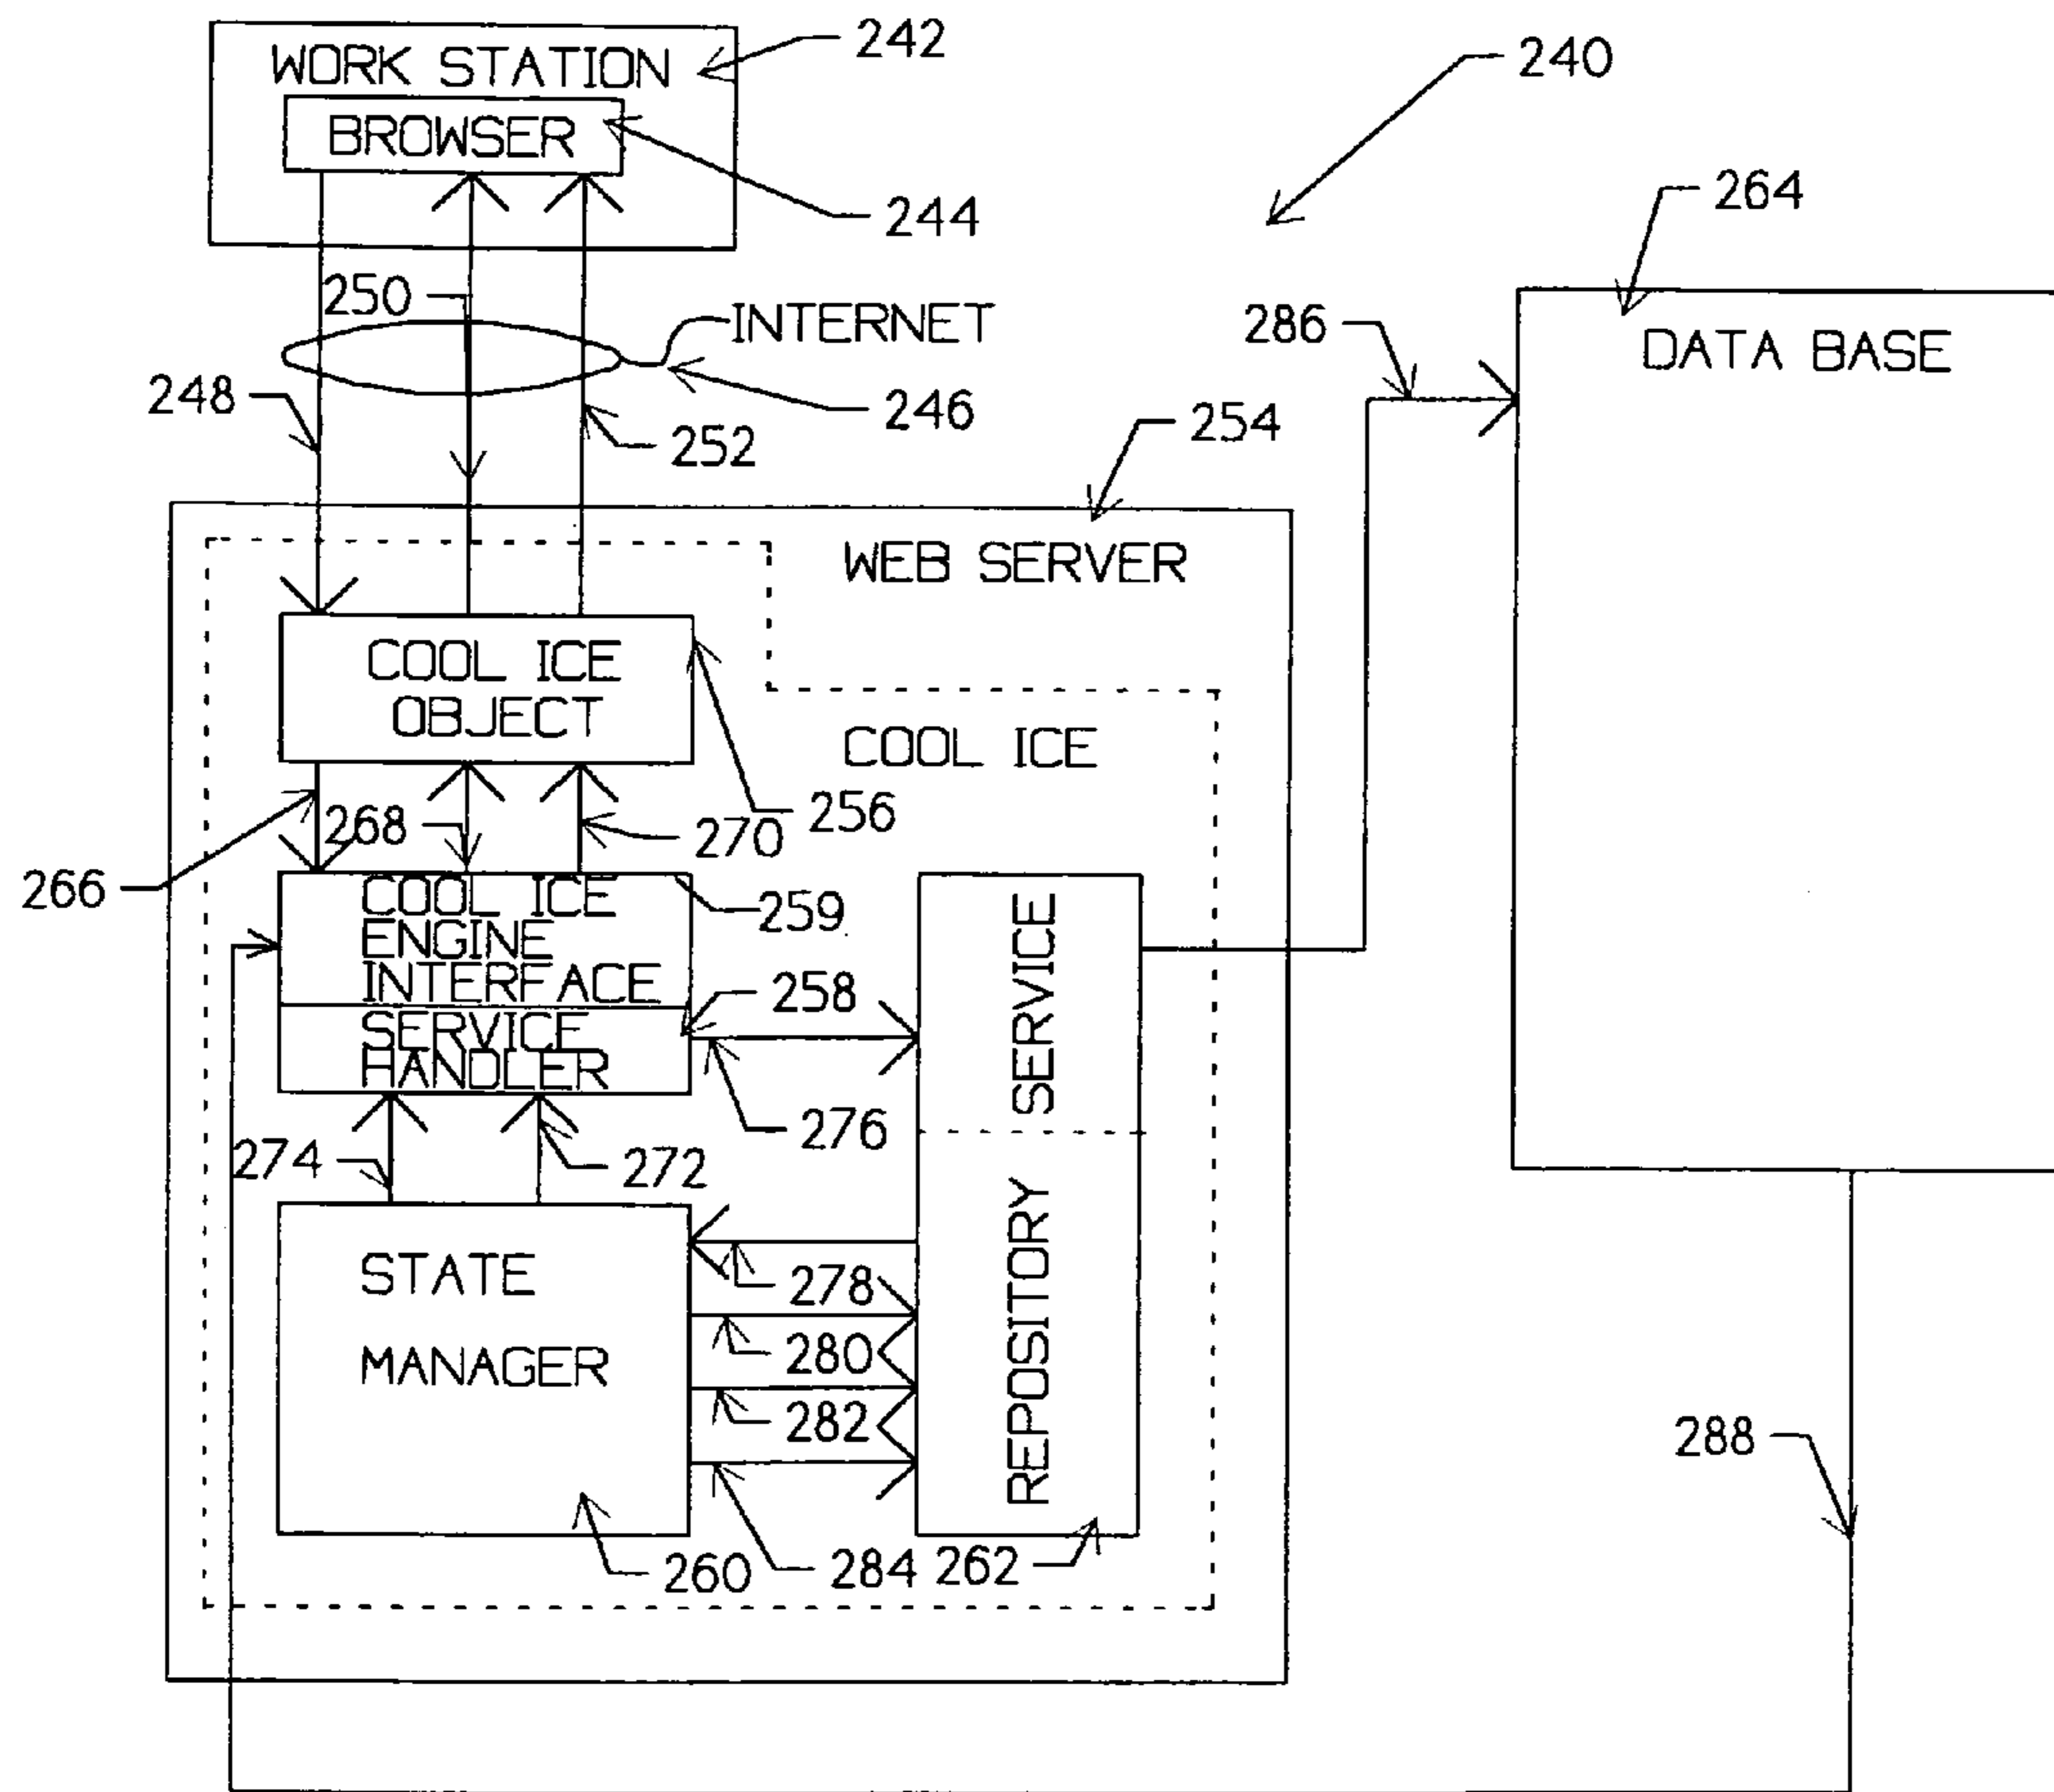 242
240
WORK STATION
BROWSER
244
264
250
INTERNET
286
DATA BASE
248
246
252
254
WEB SERVER
COOL ICE
OBJECT
COOL ICE
256
268
270
266
COOL ICE
ENGINE
INTERFACE
259
SERVICE
258
SERVICE
HANDLER
276
274
272
REPOSITORY
STATE
278
MANAGER
280
282
288
260
284
262